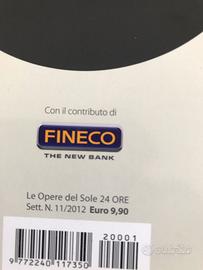 Con il contributo di
FINECO
THE NEW BANK
Le Opere del Sole 24 ORE
Sett. N. 11/2012 Euro 9,90
20001
9 772240 117350
subito